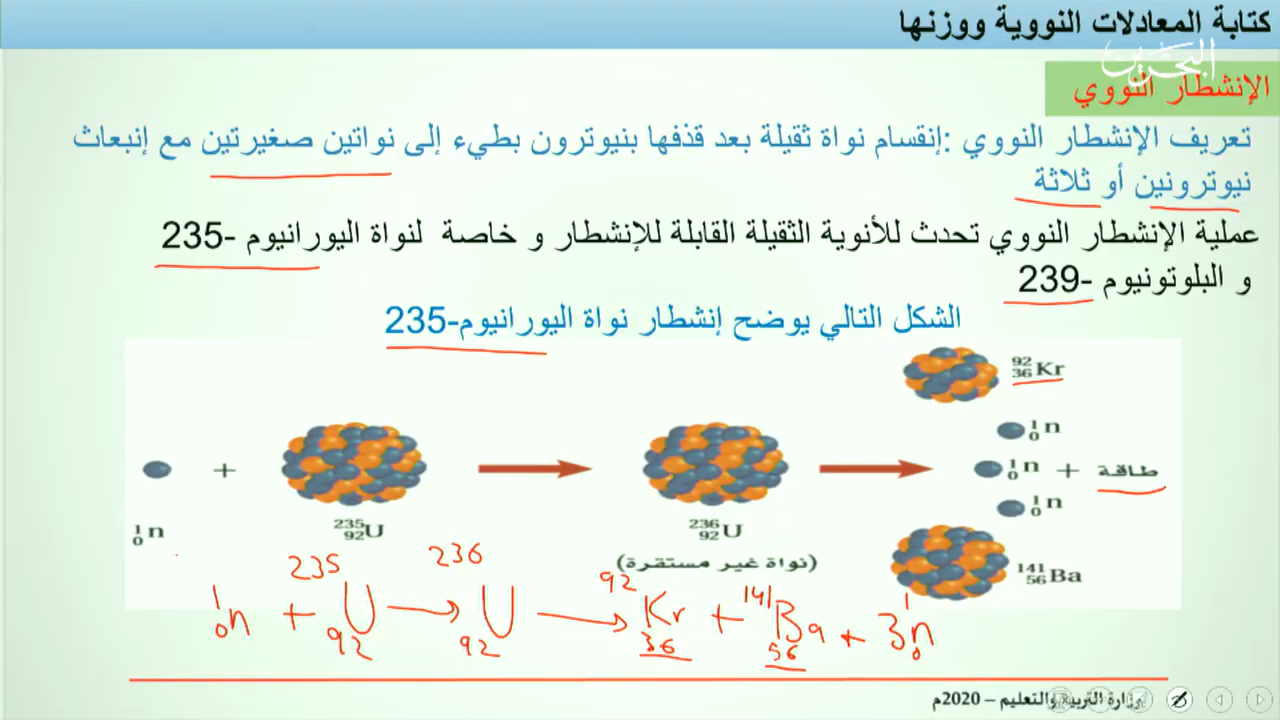 كتابة المعادلات النووية ووزنها
البحرين
الإنشطار النووي
تعريف الإنشطار النووي :إنقسام نواة ثقيلة بعد قذفها بنيوترون بطيء إلى نواتين صغيرتين مع إنبعاث
نيوترونين أو ثلاثة
عملية الإنشطار النووي تحدث للأنوية الثقيلة القابلة للإنشطار و خاصة لنواة اليورانيوم -235
و البلوتونيوم -239
الشكل التالي يوضح إنشطار نواة اليورانيوم-235
92 36 Kr
1 0 n
1 0 n + طاقة
1 0 n
141 56 Ba
1 0 n
+
235 92 U
236 92 U
(نواة غير مستقرة)
1 0 n + 235 92 U → 236 92 U → 92 36 Kr + 141 56 Ba + 3 1 0 n
وزارة التربية والتعليم – 2020م